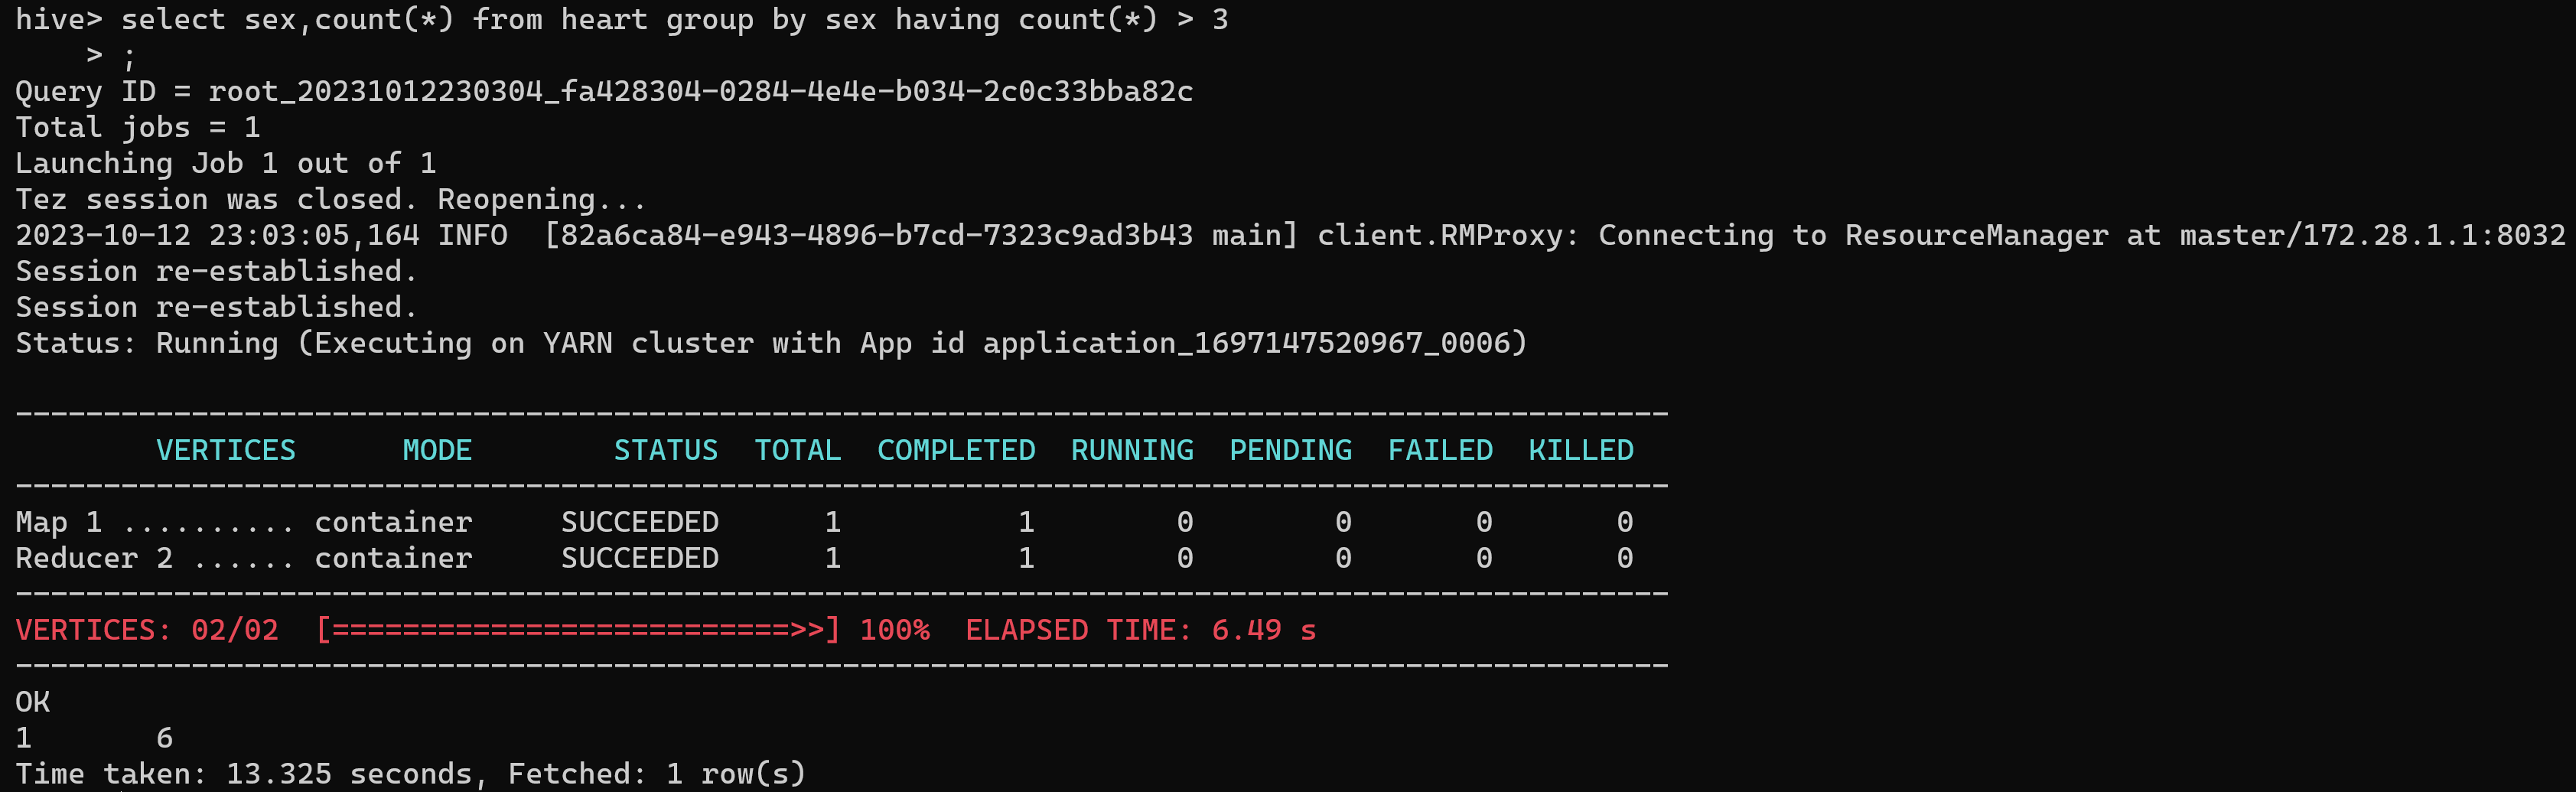 hive> select sex,count(*) from heart group by sex having count(*) > 3
    > ;
Query ID = root_20231012230304_fa428304-0284-4e4e-b034-2c0c33bba82c
Total jobs = 1
Launching Job 1 out of 1
Tez session was closed. Reopening...
2023-10-12 23:03:05,164 INFO  [82a6ca84-e943-4896-b7cd-7323c9ad3b43 main] client.RMProxy: Connecting to ResourceManager at master/172.28.1.1:8032
Session re-established.
Session re-established.
Status: Running (Executing on YARN cluster with App id application_1697147520967_0006)

----------------------------------------------------------------------------------------------
        VERTICES      MODE        STATUS  TOTAL  COMPLETED  RUNNING  PENDING  FAILED  KILLED
----------------------------------------------------------------------------------------------
Map 1 .......... container     SUCCEEDED      1          1        0        0       0       0
Reducer 2 ...... container     SUCCEEDED      1          1        0        0       0       0
----------------------------------------------------------------------------------------------
VERTICES: 02/02  [==========================>>] 100%  ELAPSED TIME: 6.49 s
----------------------------------------------------------------------------------------------
OK
1       6
Time taken: 13.325 seconds, Fetched: 1 row(s)